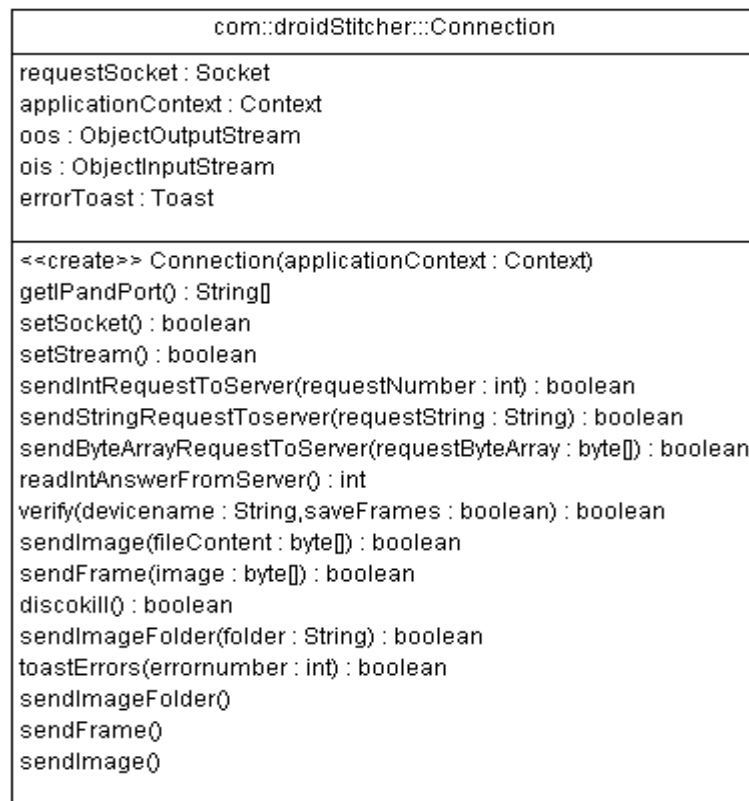 com::droidStitcher:::Connection
requestSocket : Socket
applicationContext : Context
oos : ObjectOutputStream
ois : ObjectInputStream
errorToast : Toast
<<create>> Connection(applicationContext : Context)
getIPandPort() : String[]
setSocket() : boolean
setStream() : boolean
sendIntRequestToServer(requestNumber : int) : boolean
sendStringRequestToserver(requestString : String) : boolean
sendByteArrayRequestToServer(requestByteArray : byte[]) : boolean
readIntAnswerFromServer() : int
verify(devicename : String,saveFrames : boolean) : boolean
sendImage(fileContent : byte[]) : boolean
sendFrame(image : byte[]) : boolean
discokill() : boolean
sendImageFolder(folder : String) : boolean
toastErrors(errornumber : int) : boolean
sendImageFolder()
sendFrame()
sendImage()